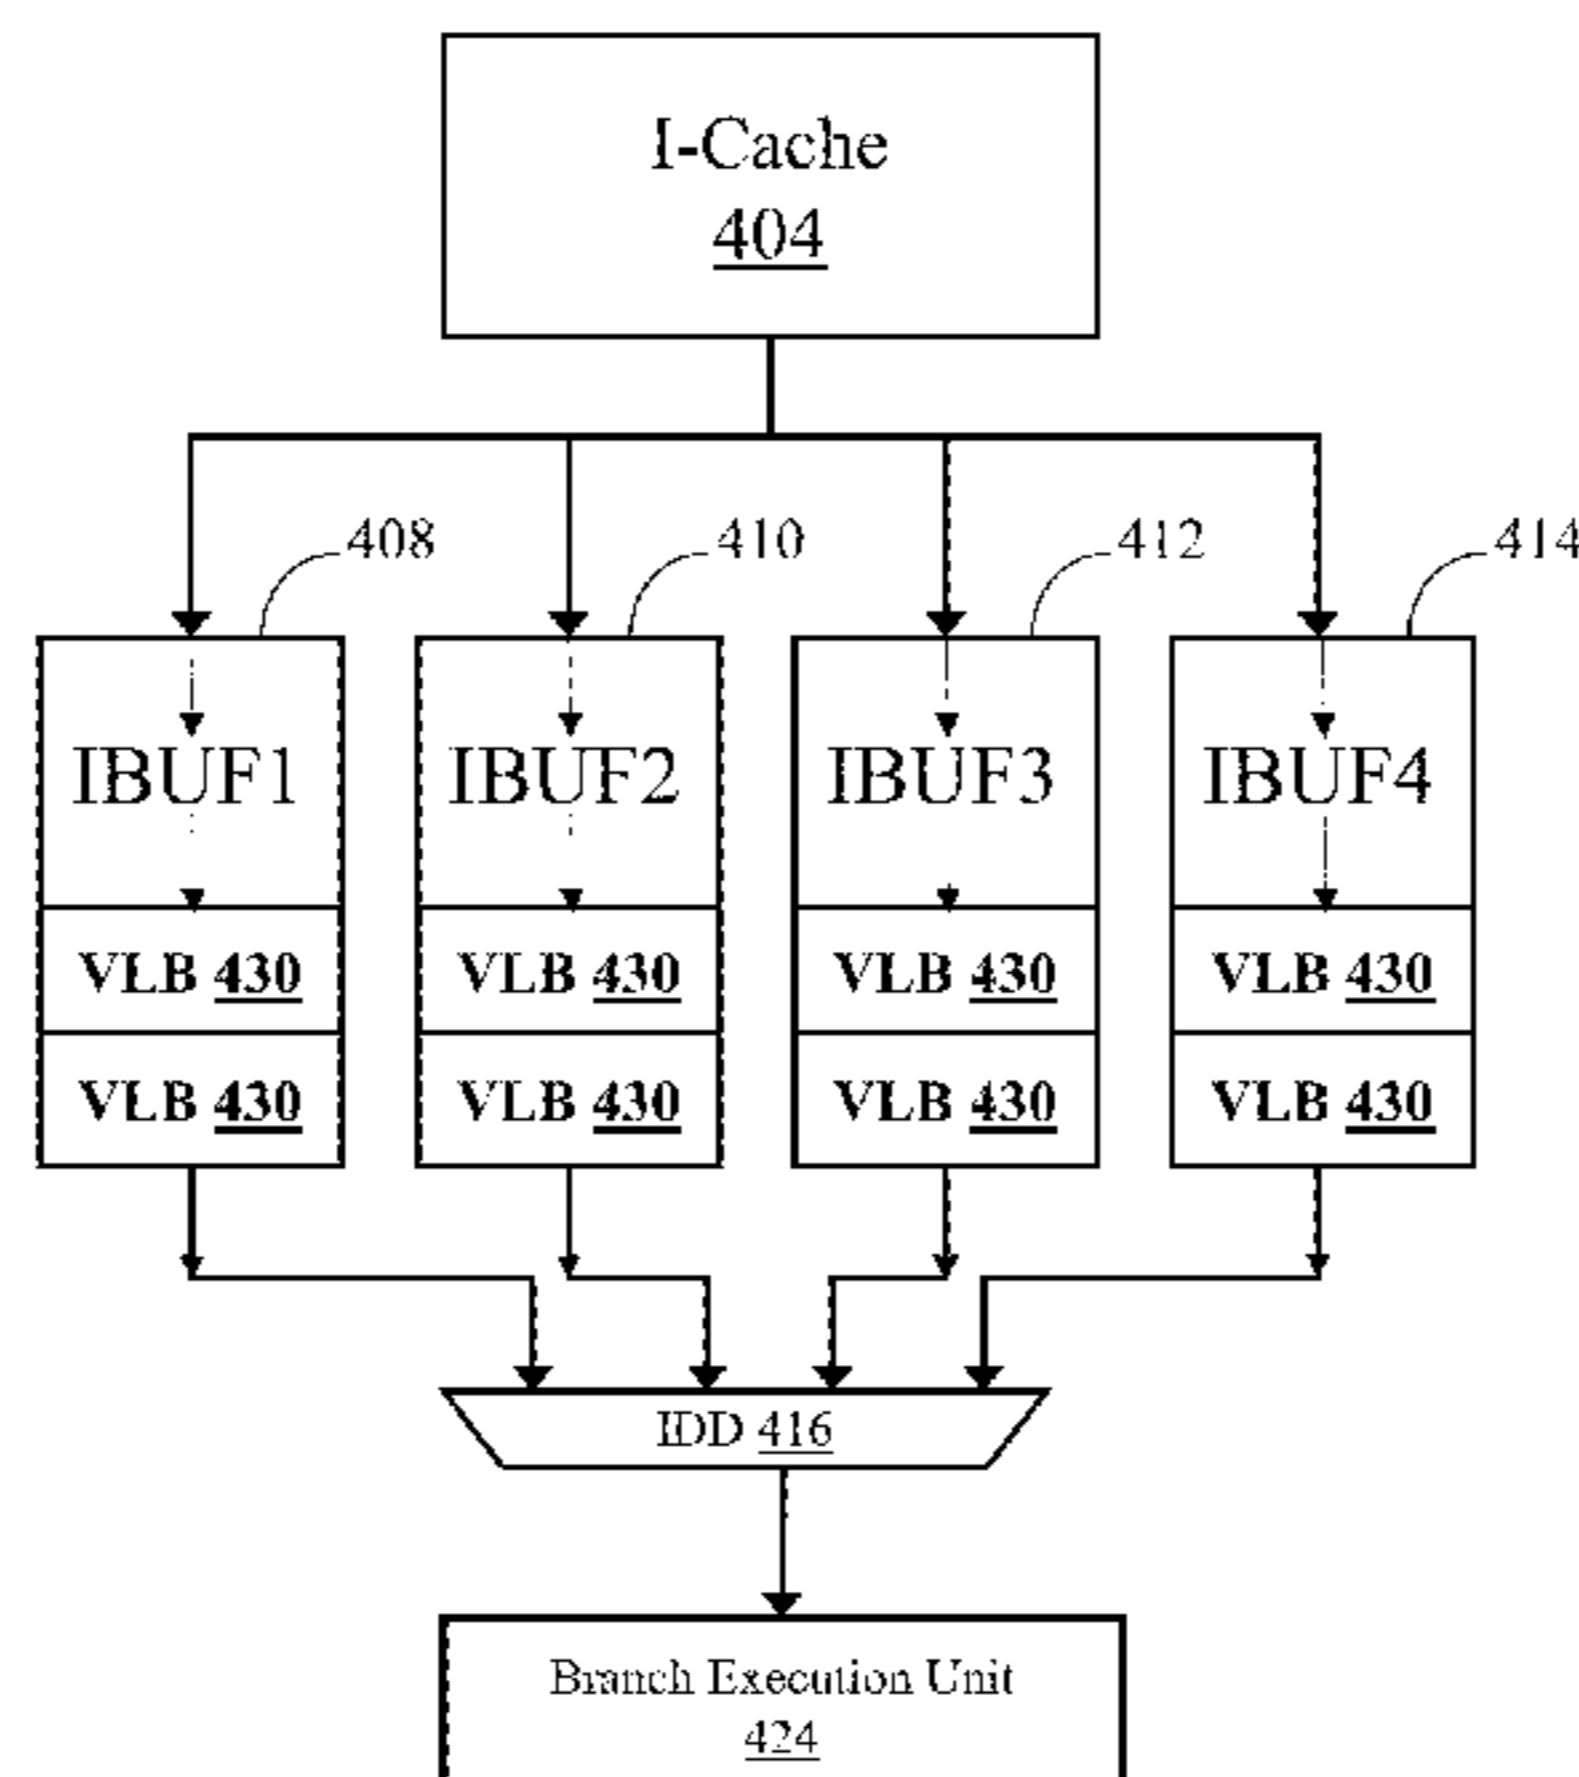 I-Cache
404
408
410
412
414
IBUF1
IBUF2
IBUF3
IBUF4
VLB 430
VLB 430
VLB 430
VLB 430
VLB 430
VLB 430
VLB 430
VLB 430
IDD 416
Branch Execution Unit
424